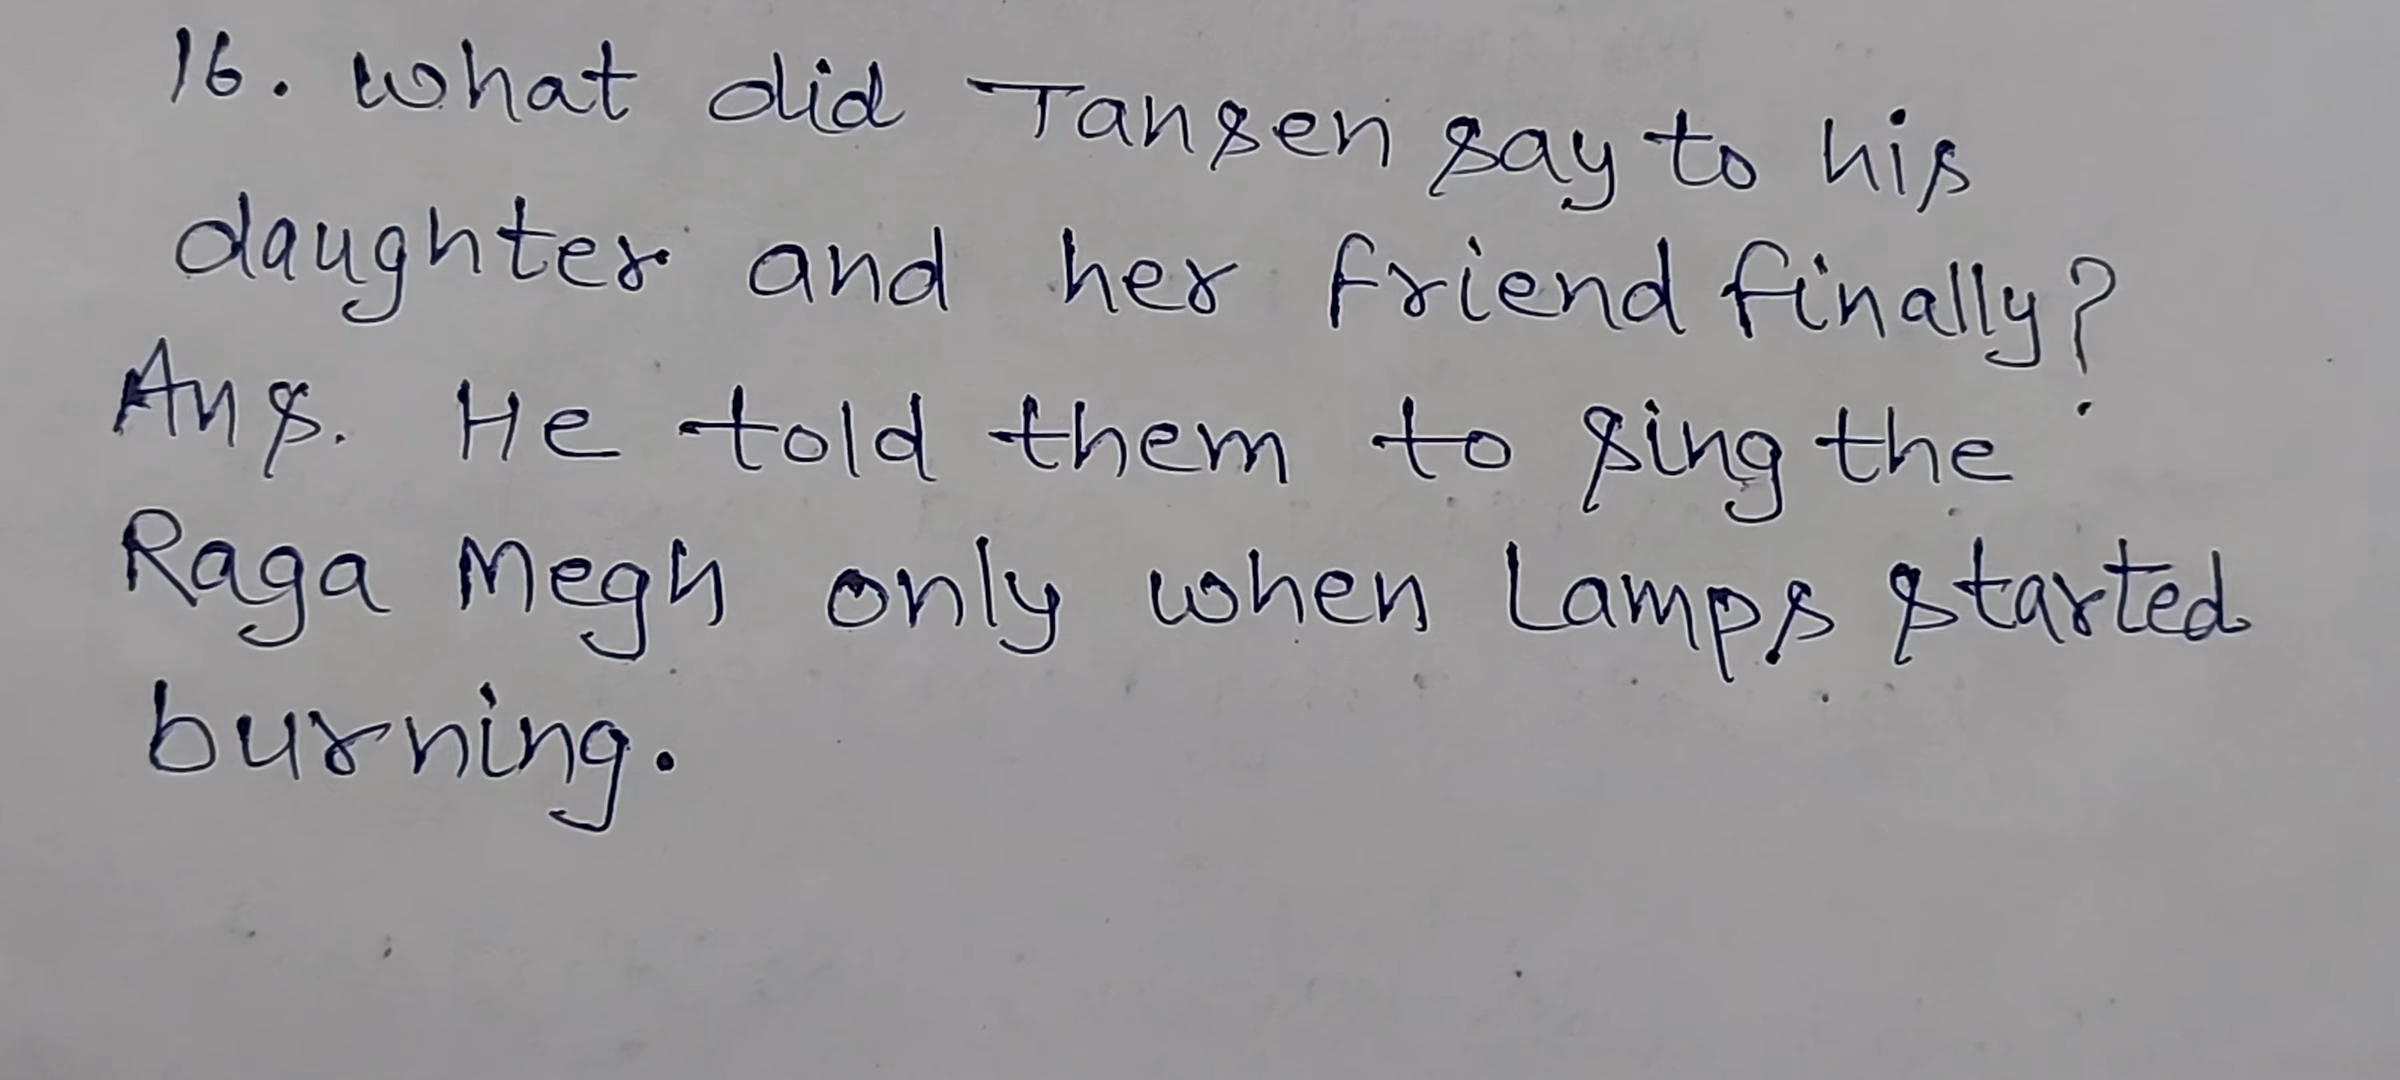 16. What did Tansen say to his
daughter and her friend finally?
Ans. He told them to sing the
Raga Megh only when Lamps started
burning.